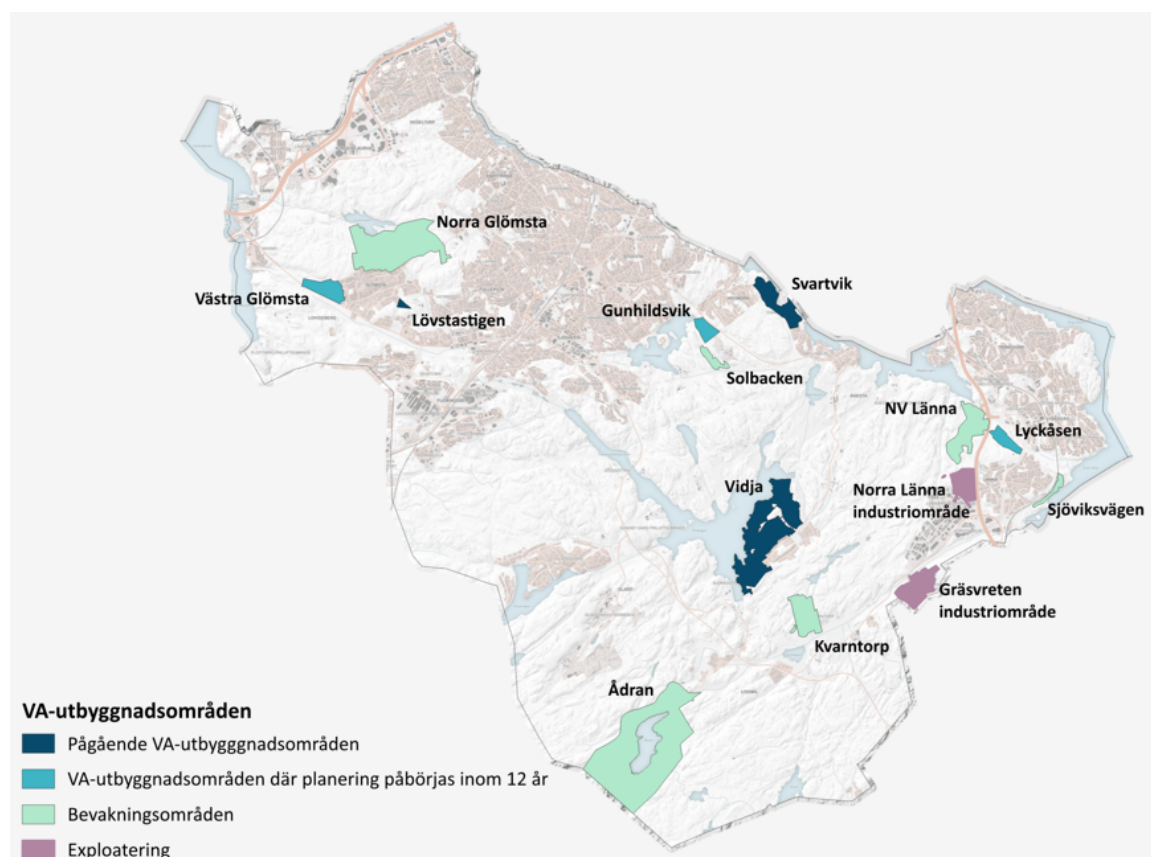 Norra Glömsta
Västra Glömsta
Lövstastigen
Svartvik
Gunhildsvik
Solbacken
NV Länna
Lyckåsen
Vidja
Norra Länna
industriområde
Sjöviksvägen
Gräsvreten
industriområde
Kvarntorp
Ådran
VA-utbyggnadsområden
Pågående VA-utbygggnadsområden
VA-utbyggnadsområden där planering påbörjas inom 12 år
Bevakningsområden
Exploatering